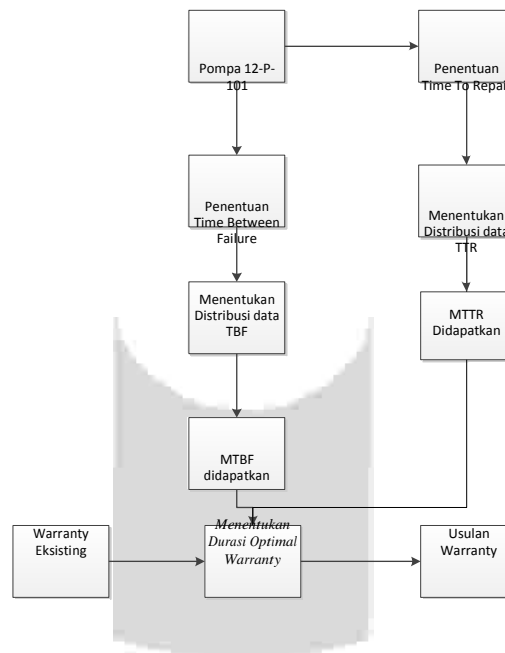 Pompa 12-P-
101
Penentuan
Time To Repair
Penentuan
Time Between
Failure
Menentukan
Distribusi data
TTR
Menentukan
Distribusi data
TBF
MTTR
Didapatkan
MTBF
didapatkan
Warranty
Eksisting
Menentukan
Durasi Optimal
Warranty
Usulan
Warranty